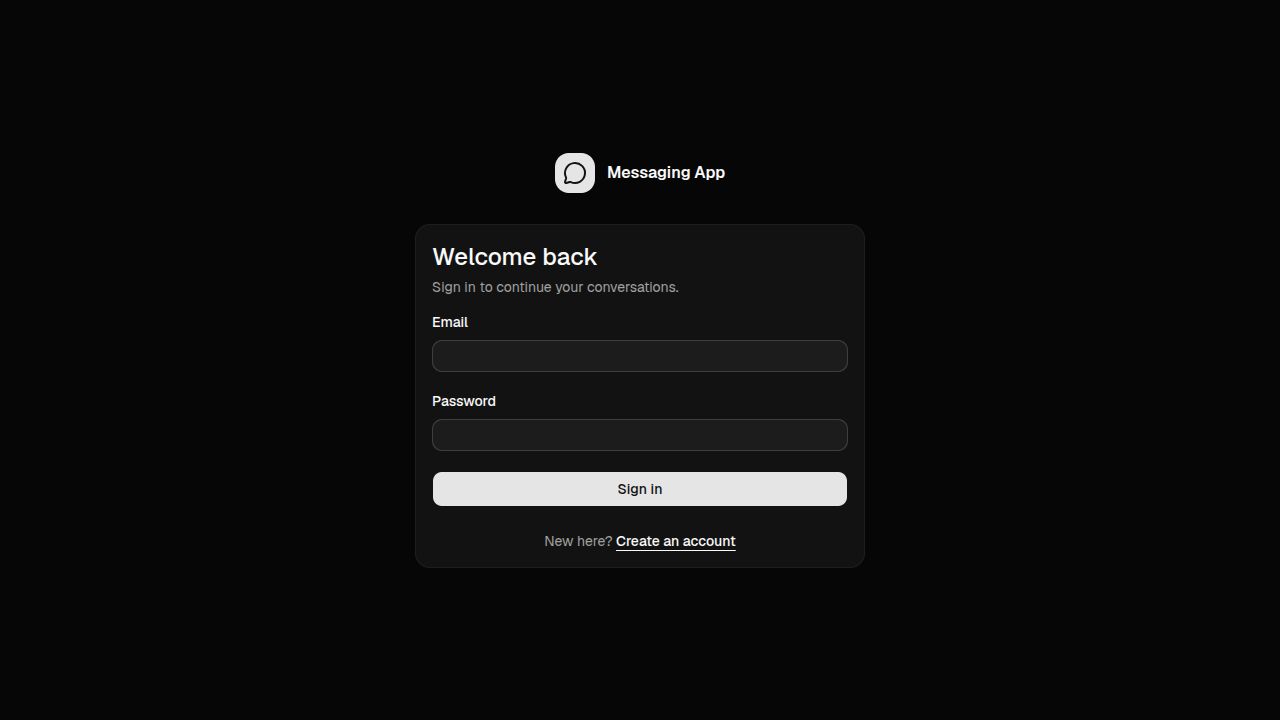 Messaging App
Welcome back
Sign in to continue your conversations.
Email
Password
Sign in
New here? Create an account